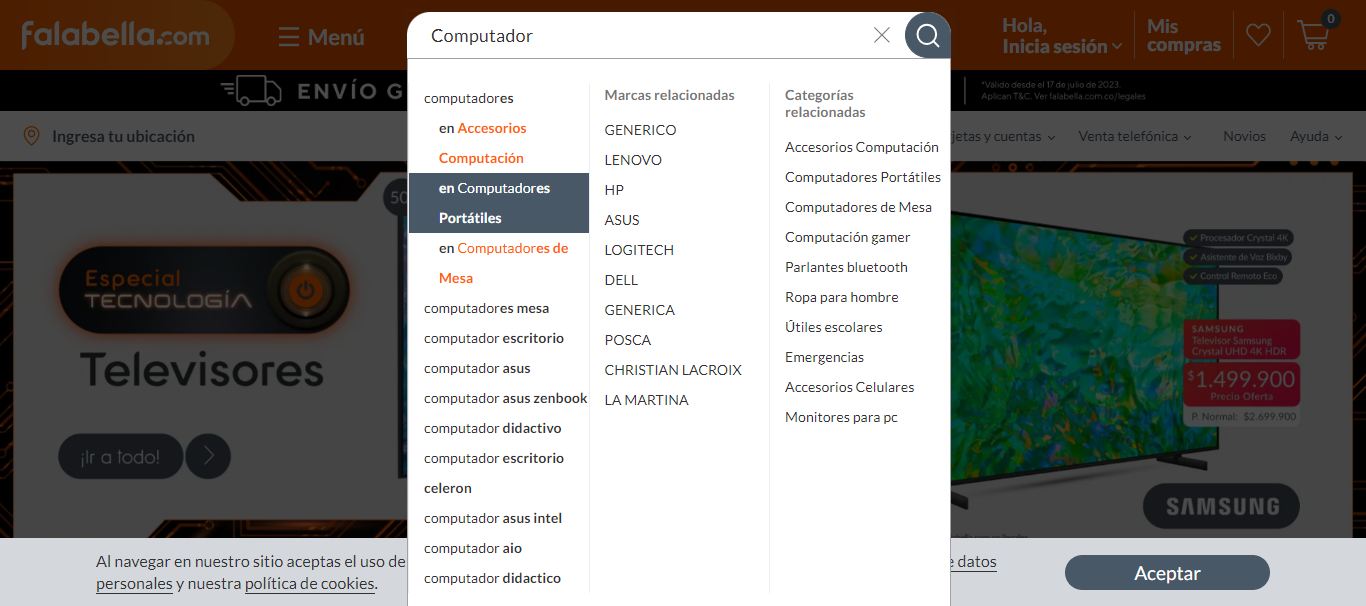 falabella.com
Menú
Computador
Hola,
Inicia sesión
Mis
compras
0
ENVÍO G
*Válido desde el 17 de julio de 2023.
Aplican T&C. Ver falabella.com.co/legales
Ingresa tu ubicación
jetas y cuentas
Venta telefónica
Novios
Ayuda
computadores
en Accesorios
Computación
en Computadores
Portátiles
en Computadores de
Mesa
computadores mesa
computador escritorio
computador asus
computador asus zenbook
computador didactivo
computador escritorio
celeron
computador asus intel
computador aio
computador didactico
Marcas relacionadas
GENERICO
LENOVO
HP
ASUS
LOGITECH
DELL
GENERICA
POSCA
CHRISTIAN LACROIX
LA MARTINA
Categorías
relacionadas
Accesorios Computación
Computadores Portátiles
Computadores de Mesa
Computación gamer
Parlantes bluetooth
Ropa para hombre
Útiles escolares
Emergencias
Accesorios Celulares
Monitores para pc
50
Especial
TECNOLOGÍA
Televisores
¡Ir a todo!
Procesador Crystal 4K
Asistente de Voz Bixby
Control Remoto Eco
SAMSUNG
Televisor Samsung
Crystal UHD 4K HDR
$1.499.900
Precio Oferta
P. Normal: $2.699.900
SAMSUNG
Al navegar en nuestro sitio aceptas el uso de
e datos
personales y nuestra política de cookies.
Aceptar